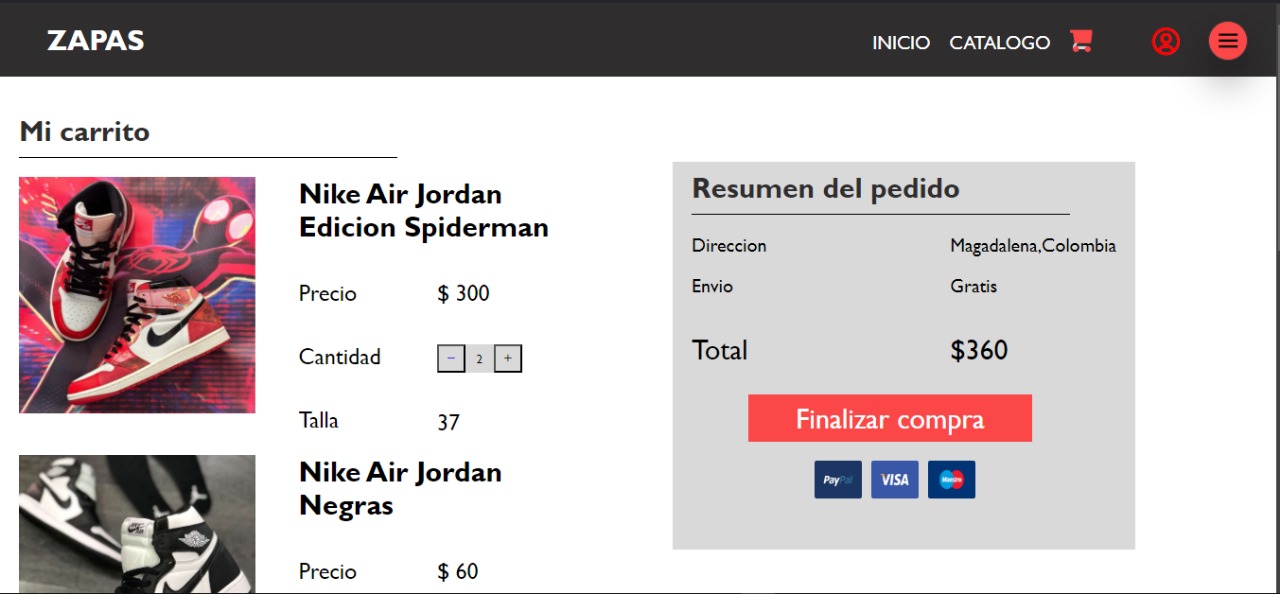 ZAPAS
INICIO CATALOGO
Mi carrito
Nike Air Jordan
Edicion Spiderman
Precio $ 300
Cantidad − 2 +
Talla 37
Nike Air Jordan
Negras
Precio $ 60
Resumen del pedido
Direccion Magadalena,Colombia
Envio Gratis
Total $360
Finalizar compra
PayPal VISA Maestro